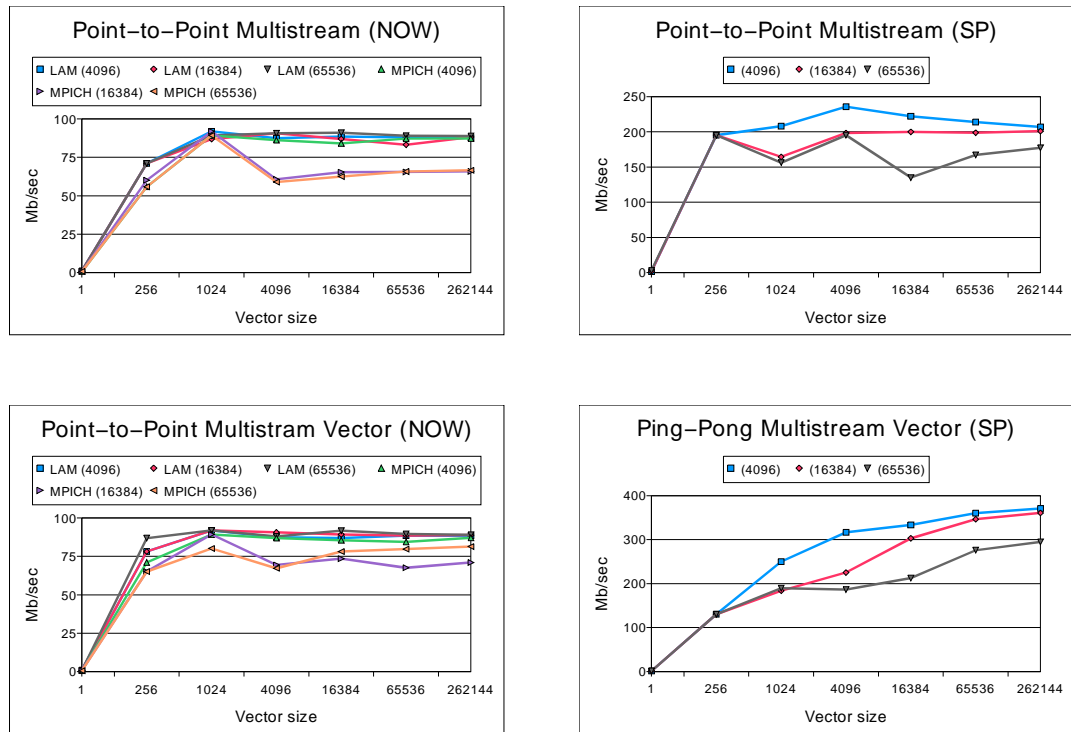 Point−to−Point Multistream (NOW)
LAM (4096) LAM (16384) LAM (65536) MPICH (4096)
MPICH (16384) MPICH (65536)
100
75
50
25
0
Mb/sec
1 256 1024 4096 16384 65536 262144
Vector size
Point−to−Point Multistream (SP)
(4096) (16384) (65536)
250
200
150
100
50
0
Mb/sec
1 256 1024 4096 16384 65536 262144
Vector size
Point−to−Point Multistram Vector (NOW)
LAM (4096) LAM (16384) LAM (65536) MPICH (4096)
MPICH (16384) MPICH (65536)
100
75
50
25
0
Mb/sec
1 256 1024 4096 16384 65536 262144
Vector size
Ping−Pong Multistream Vector (SP)
(4096) (16384) (65536)
400
300
200
100
0
Mb/sec
1 256 1024 4096 16384 65536 262144
Vector size